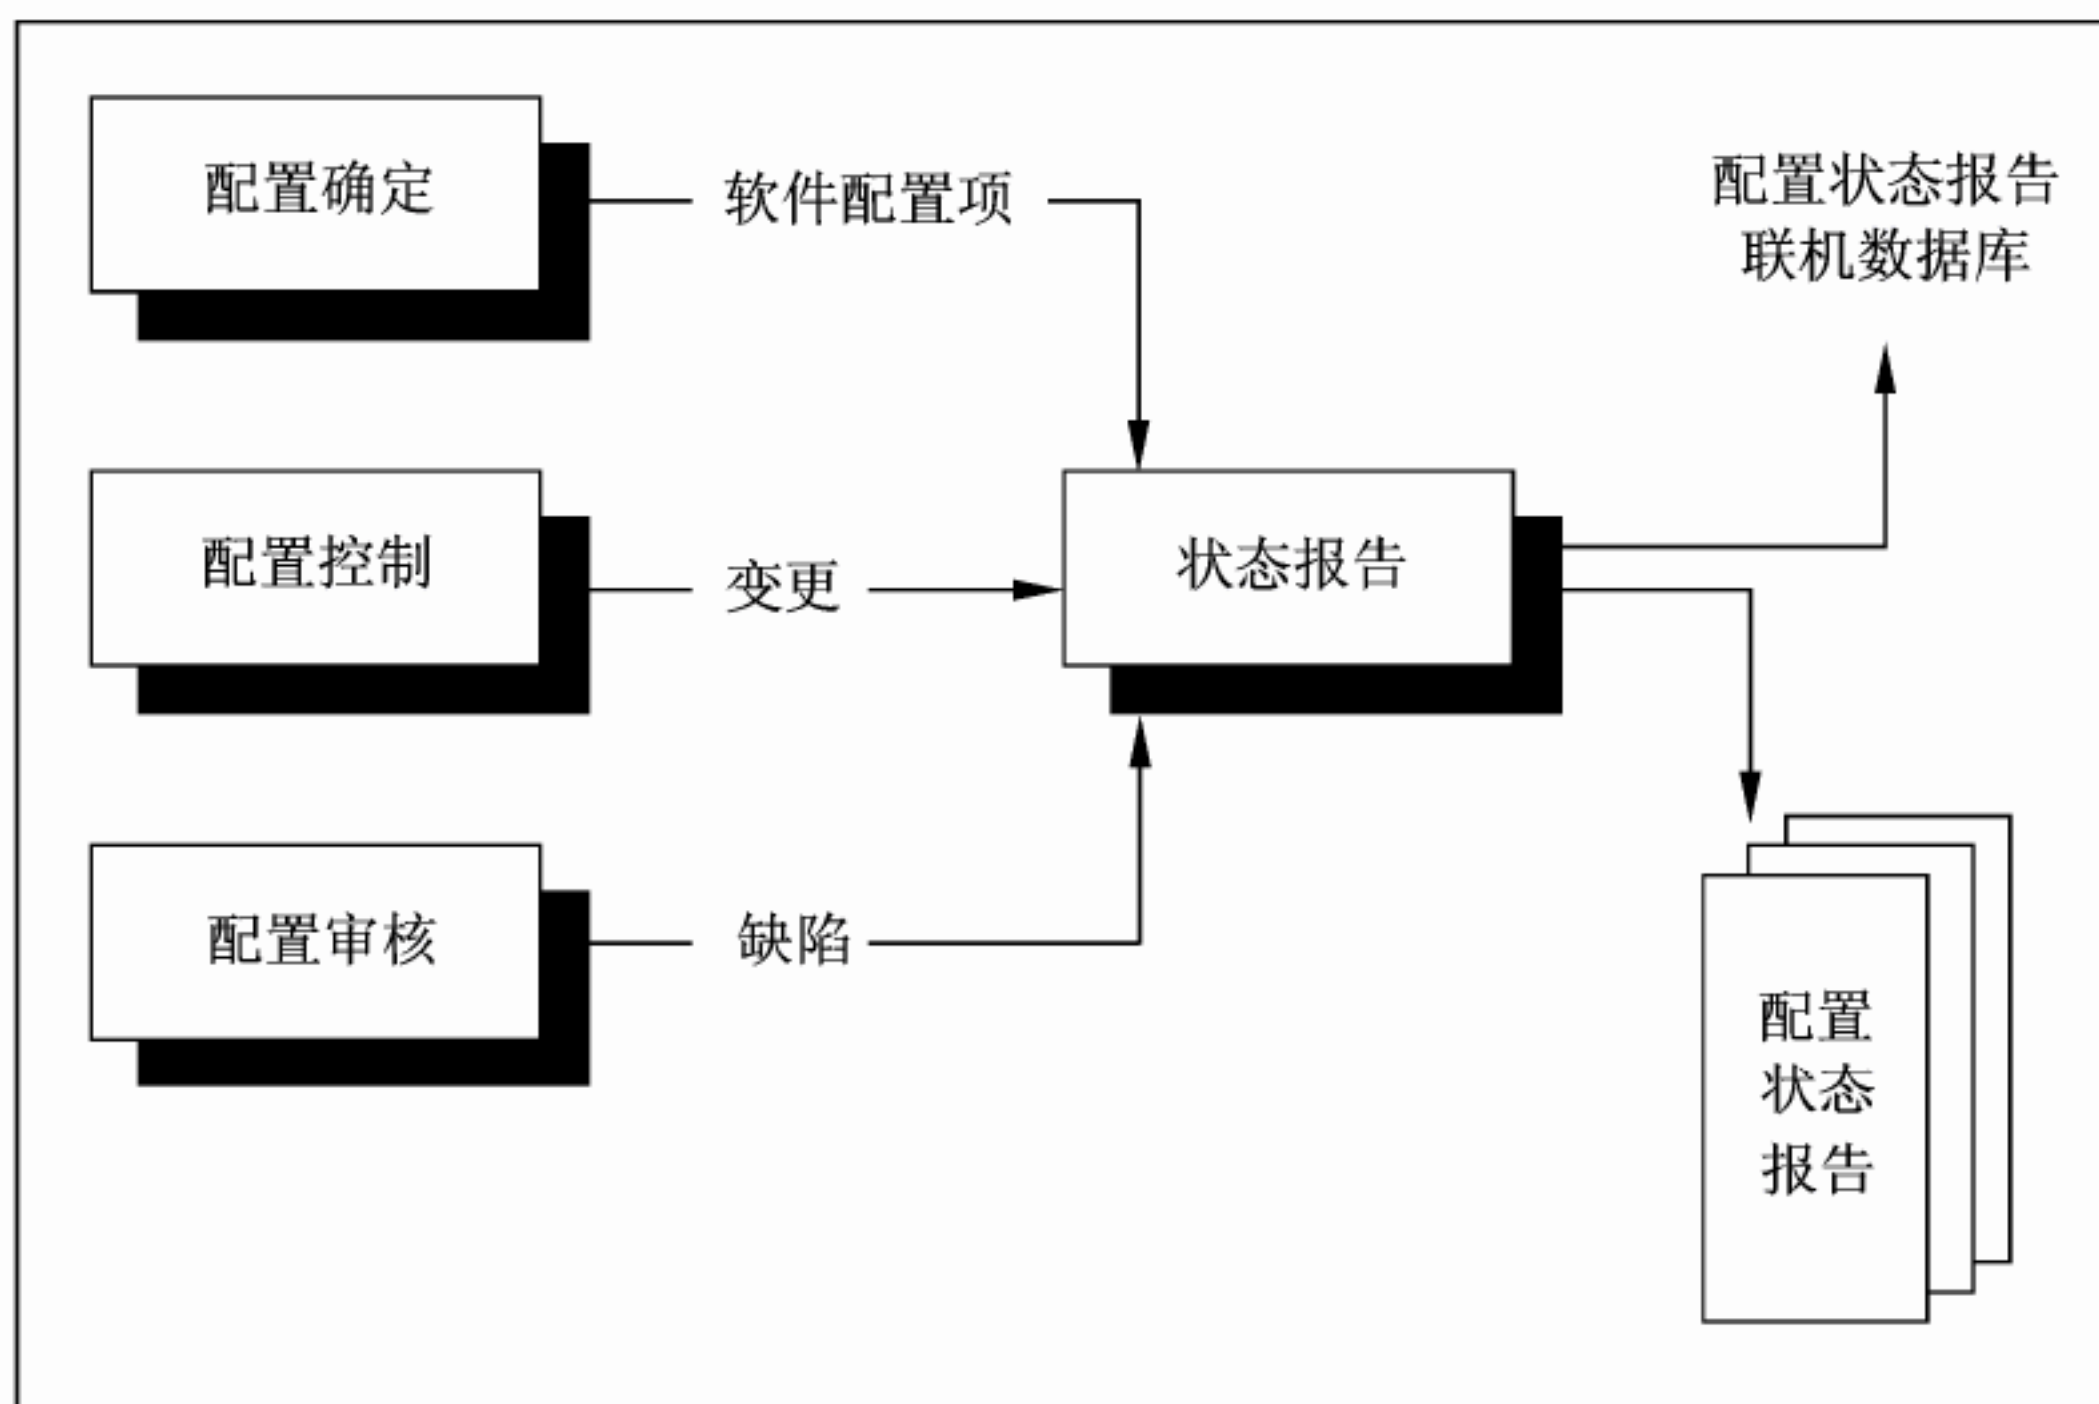 配置确定
软件配置项
配置状态报告
联机数据库
配置控制
变更
状态报告
配置审核
缺陷
配置
状态
报告